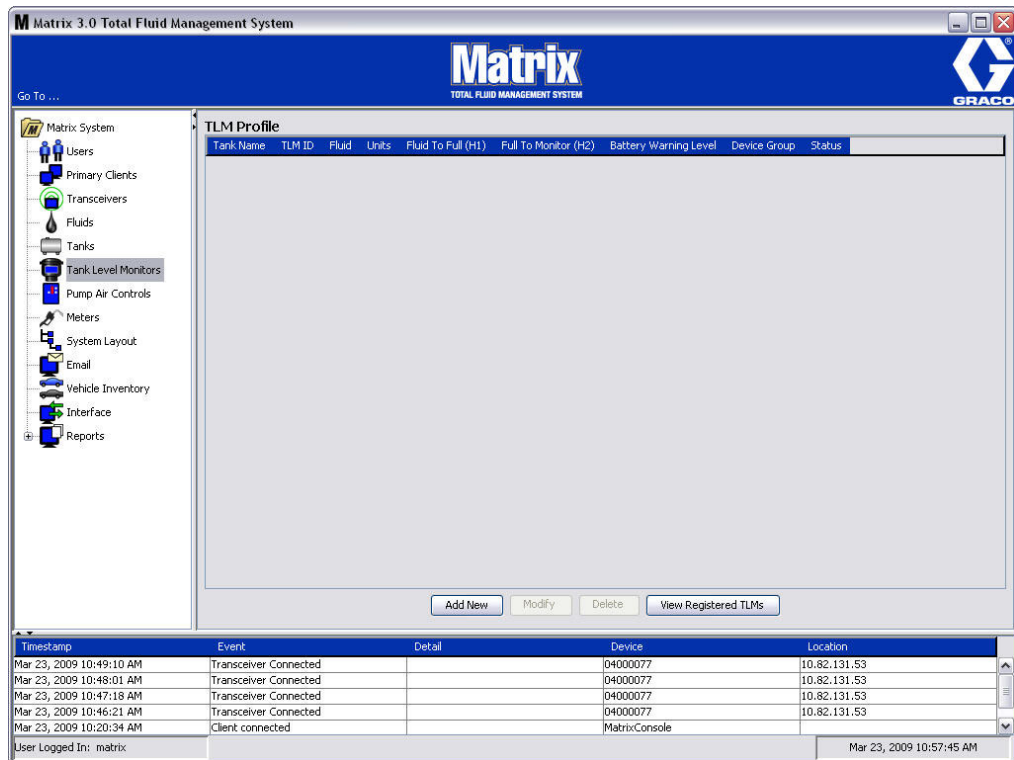 M Matrix 3.0 Total Fluid Management System
Matrix
TOTAL FLUID MANAGEMENT SYSTEM
GRACO
®
Go To ...
Matrix System
Users
Primary Clients
Transceivers
Fluids
Tanks
Tank Level Monitors
Pump Air Controls
Meters
System Layout
Email
Vehicle Inventory
Interface
Reports
TLM Profile
Tank Name TLM ID Fluid Units Fluid To Full (H1) Full To Monitor (H2) Battery Warning Level Device Group Status
Add New Modify Delete View Registered TLMs
Timestamp Event Detail Device Location
Mar 23, 2009 10:49:10 AM Transceiver Connected 04000077 10.82.131.53
Mar 23, 2009 10:48:01 AM Transceiver Connected 04000077 10.82.131.53
Mar 23, 2009 10:47:18 AM Transceiver Connected 04000077 10.82.131.53
Mar 23, 2009 10:46:21 AM Transceiver Connected 04000077 10.82.131.53
Mar 23, 2009 10:20:34 AM Client connected MatrixConsole
User Logged In: matrix Mar 23, 2009 10:57:45 AM